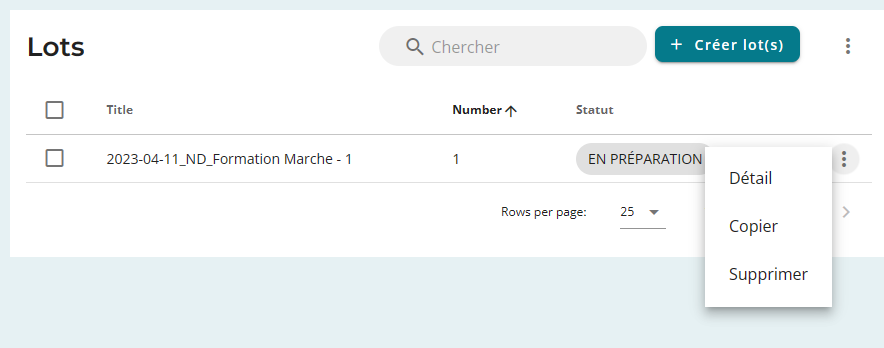 Lots
Chercher
+ Créer lot(s)
Title Number Statut
2023-04-11_ND_Formation Marche - 1 1 EN PRÉPARATION
Rows per page: 25
Détail
Copier
Supprimer